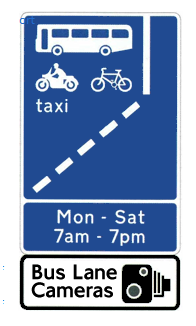 taxi
Mon - Sat
7am - 7pm
Bus Lane
Cameras